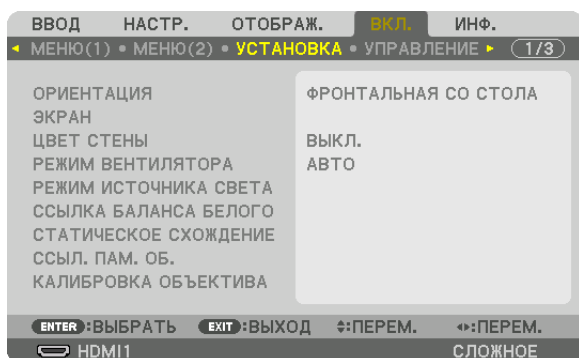 ВВОД НАСТР. ОТОБРАЖ. ВКЛ. ИНФ.
◄ МЕНЮ(1) • МЕНЮ(2) • УСТАНОВКА • УПРАВЛЕНИЕ ► 1/3
ОРИЕНТАЦИЯ ФРОНТАЛЬНАЯ СО СТОЛА
ЭКРАН
ЦВЕТ СТЕНЫ ВЫКЛ.
РЕЖИМ ВЕНТИЛЯТОРА АВТО
РЕЖИМ ИСТОЧНИКА СВЕТА
ССЫЛКА БАЛАНСА БЕЛОГО
СТАТИЧЕСКОЕ СХОЖДЕНИЕ
ССЫЛ. ПАМ. ОБ.
КАЛИБРОВКА ОБЪЕКТИВА
ENTER :ВЫБРАТЬ EXIT :ВЫХОД :ПЕРЕМ. :ПЕРЕМ.
HDMI1 СЛОЖНОЕ